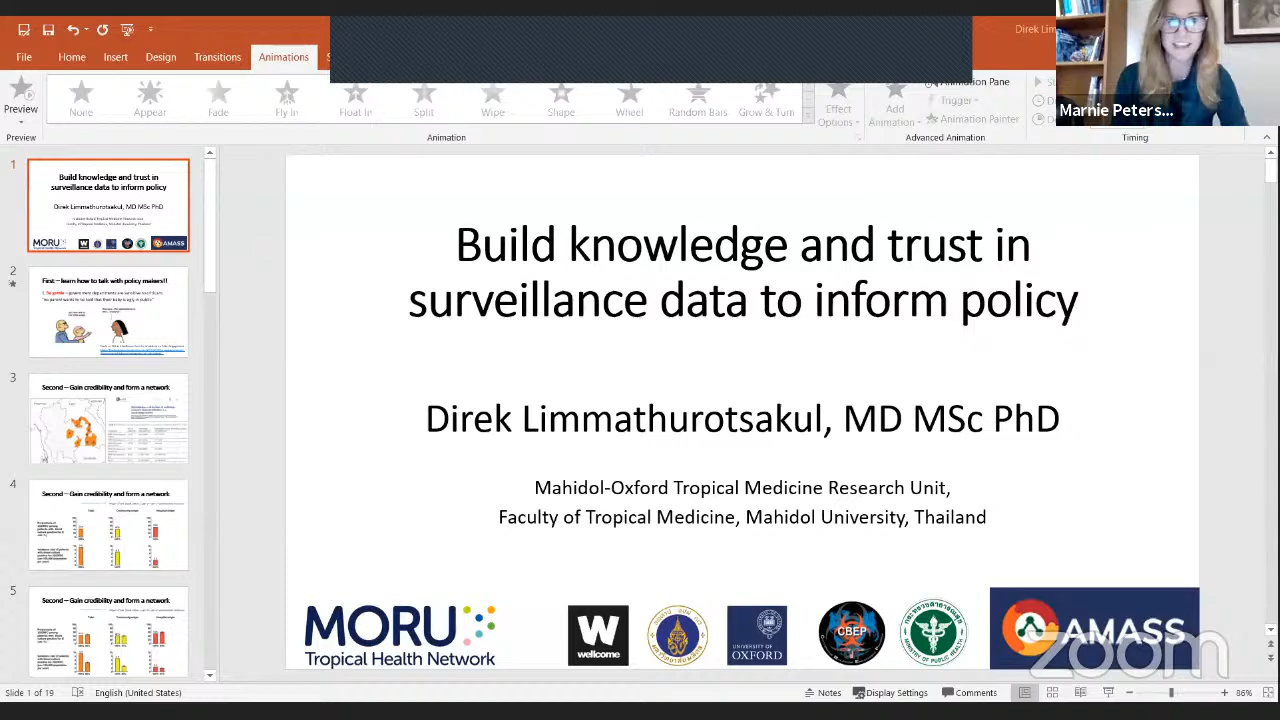 Direk Lim
File
Home
Insert
Design
Transitions
Animations
Preview
None
Appear
Fade
Fly In
Float In
Split
Wipe
Shape
Wheel
Random Bars
Grow & Turn
Effect
Options
Add
Animation
Animation Pane
Trigger
Animation Painter
Preview
Animation
Advanced Animation
Timing
Marnie Peters...
1
Build knowledge and trust in
surveillance data to inform policy
Direk Limmathurotsakul, MD MSc PhD
MORU
AMASS
2
First – learn how to talk with policy makers!!
3
Second – Gain credibility and form a network
4
Second – Gain credibility and form a network
5
Second – Gain credibility and form a network
Build knowledge and trust in
surveillance data to inform policy
Direk Limmathurotsakul, MD MSc PhD
Mahidol-Oxford Tropical Medicine Research Unit,
Faculty of Tropical Medicine, Mahidol University, Thailand
MORU
Tropical Health Network
W
wellcome
UNIVERSITY OF
OXFORD
CBEP
AMASS
zoom
Slide 1 of 19
English (United States)
Notes
Display Settings
Comments
86%